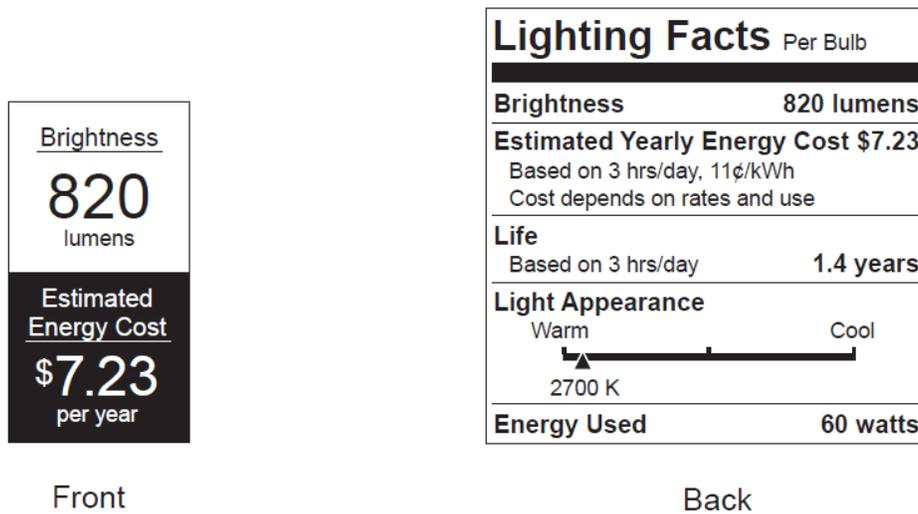 Brightness
820
lumens
Estimated
Energy Cost
$7.23
per year
Front
Lighting Facts Per Bulb
Brightness 820 lumens
Estimated Yearly Energy Cost $7.23
Based on 3 hrs/day, 11¢/kWh
Cost depends on rates and use
Life
Based on 3 hrs/day 1.4 years
Light Appearance
Warm Cool
2700 K
Energy Used 60 watts
Back